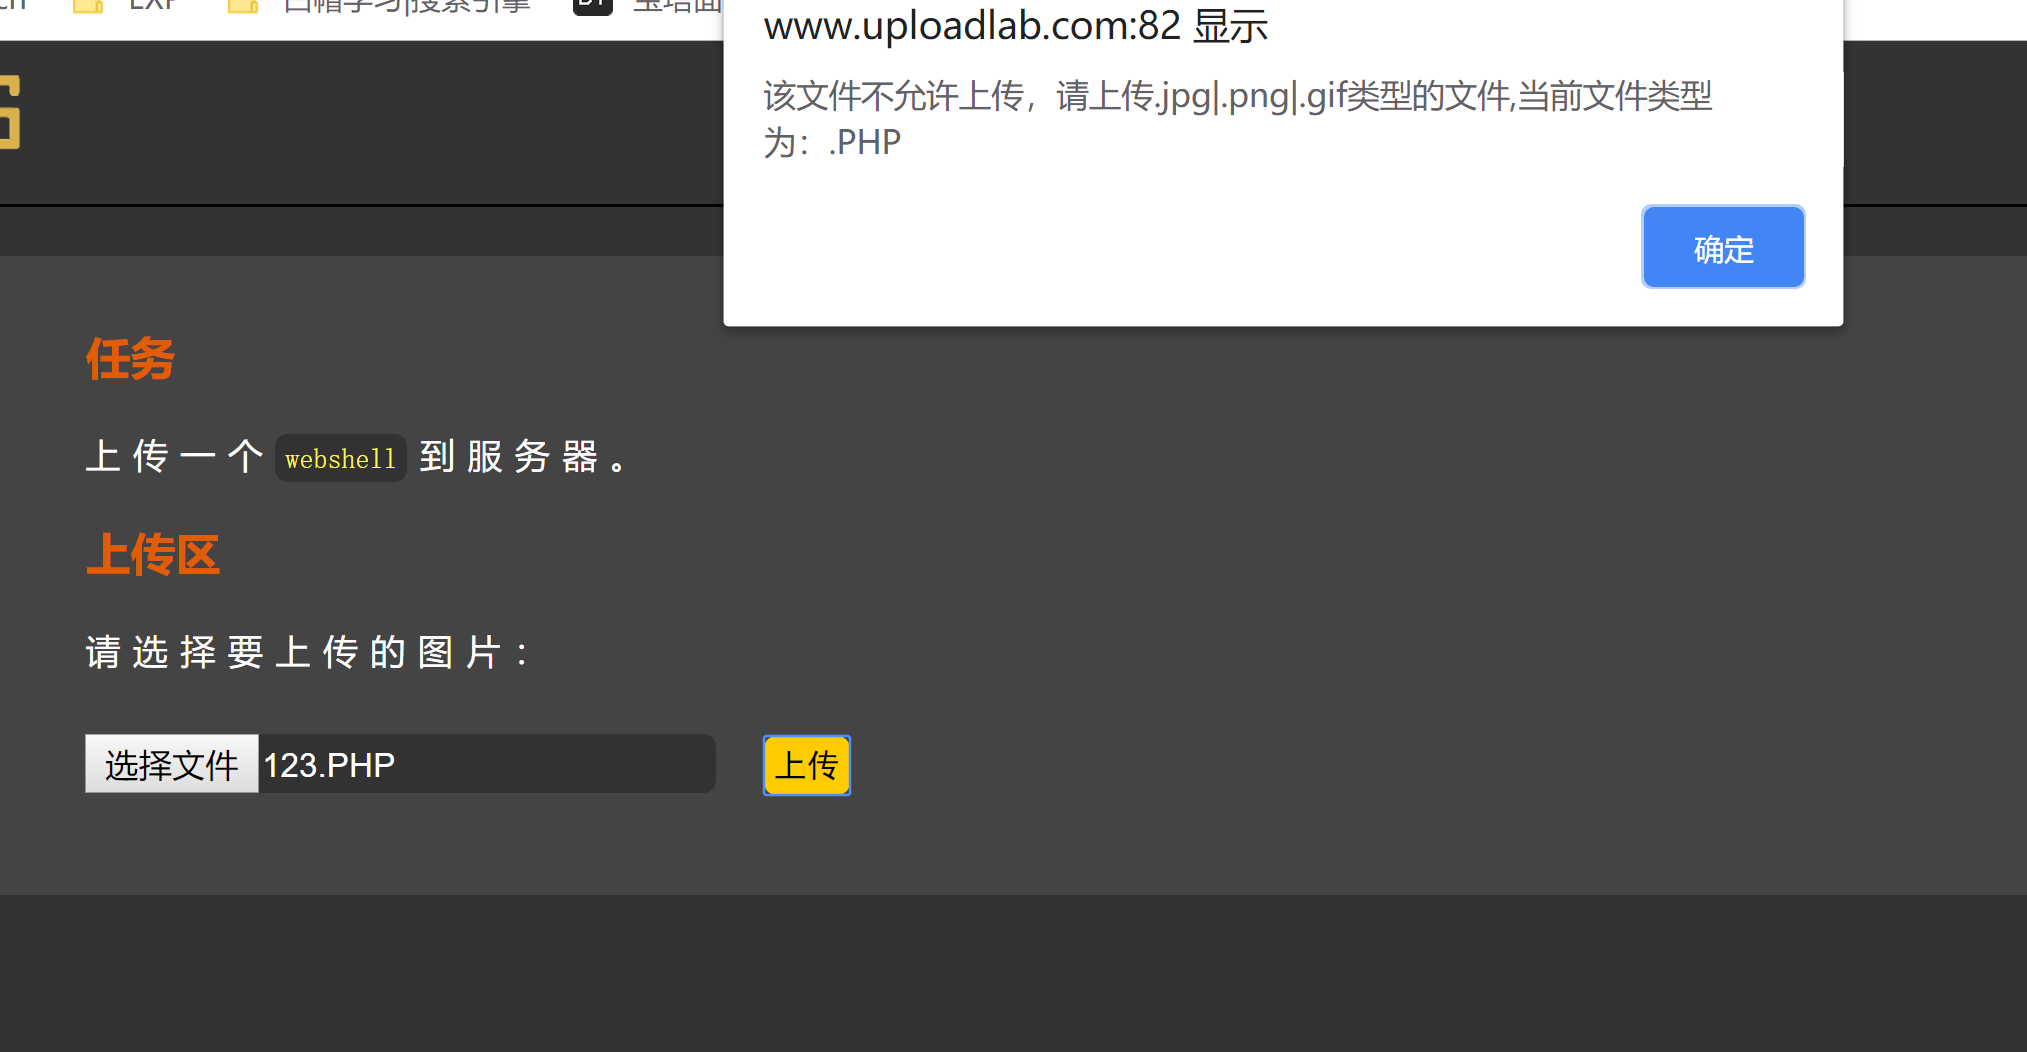 EXP
白帽学习|搜索引擎
宝塔面
www.uploadlab.com:82 显示
该文件不允许上传，请上传.jpg|.png|.gif类型的文件,当前文件类型
为：.PHP
确定
任务
上传一个 webshell 到服务器。
上传区
请选择要上传的图片：
选择文件 123.PHP
上传